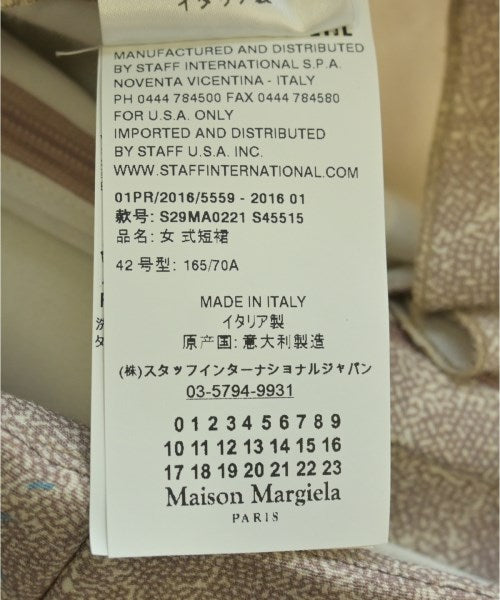 イタリア製
MANUFACTURED AND DISTRIBUTED
BY STAFF INTERNATIONAL S.P.A.
NOVENTA VICENTINA - ITALY
PH 0444 784500 FAX 0444 784580
FOR U.S.A. ONLY
IMPORTED AND DISTRIBUTED
BY STAFF U.S.A. INC.
WWW.STAFFINTERNATIONAL.COM
01PR/2016/5559 - 2016 01
款号: S29MA0221 S45515
品名: 女 式短裙
42 号型: 165/70A
MADE IN ITALY
イタリア製
原产国: 意大利製造
(株)スタッフインターナショナルジャパン
03-5794-9931
0 1 2 3 4 5 6 7 8 9
10 11 12 13 14 15 16
17 18 19 20 21 22 23
Maison Margiela
PARIS